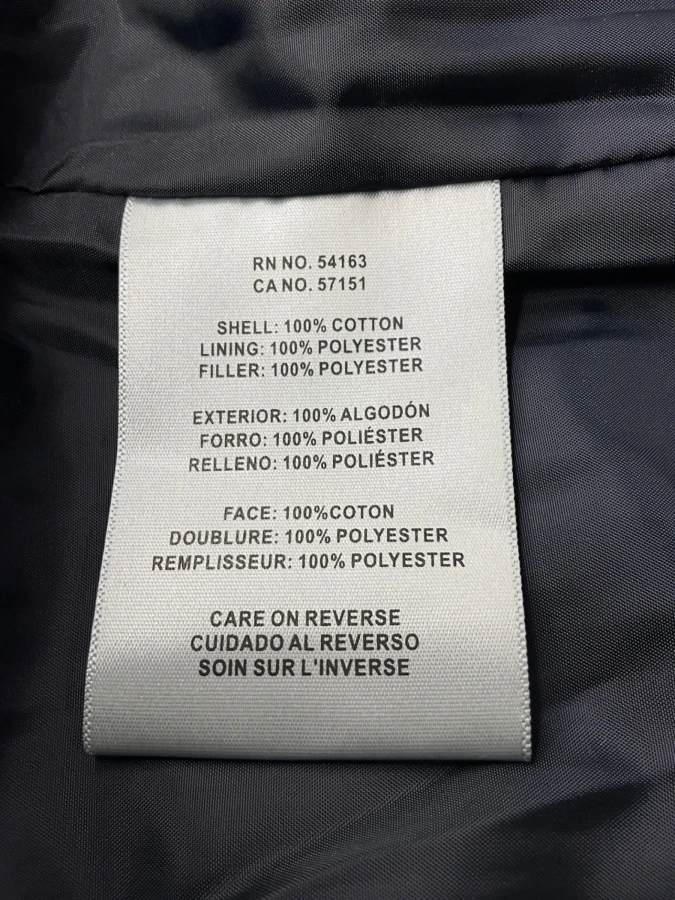 RN NO. 54163
CA NO. 57151
SHELL: 100% COTTON
LINING: 100% POLYESTER
FILLER: 100% POLYESTER
EXTERIOR: 100% ALGODÓN
FORRO: 100% POLIÉSTER
RELLENO: 100% POLIÉSTER
FACE: 100%COTON
DOUBLURE: 100% POLYESTER
REMPLISSEUR: 100% POLYESTER
CARE ON REVERSE
CUIDADO AL REVERSO
SOIN SUR L'INVERSE